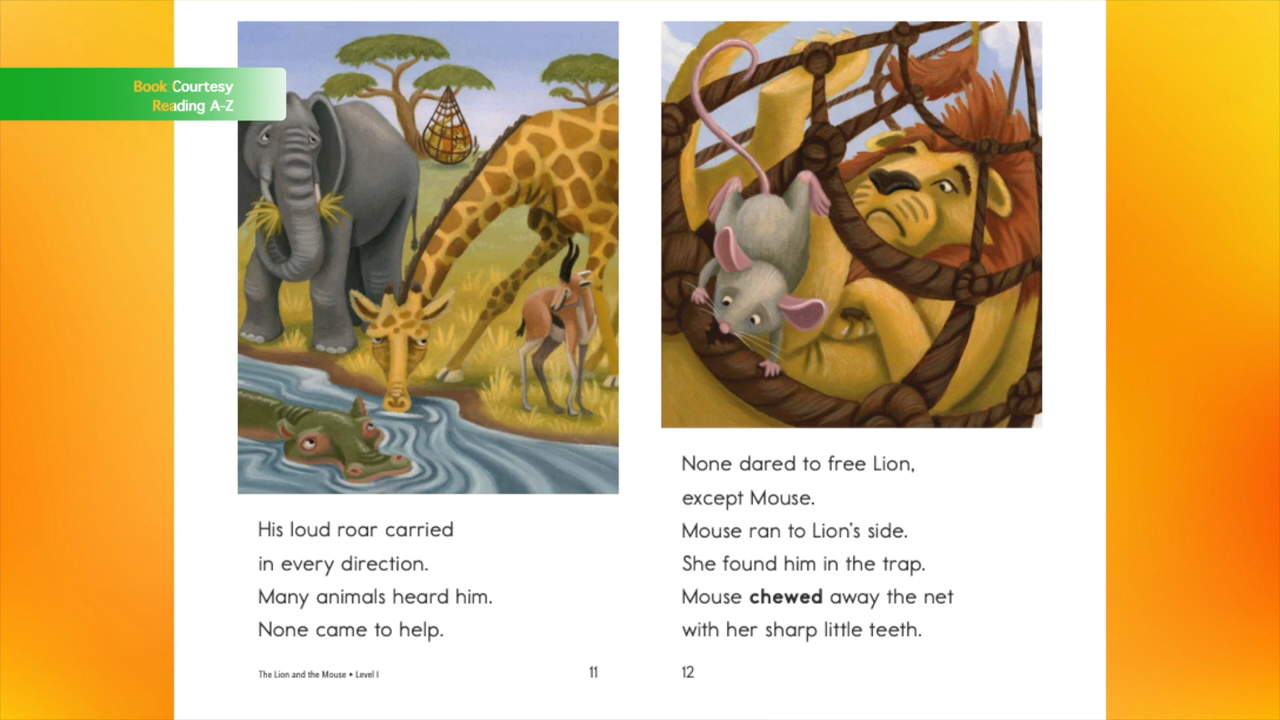 Book Courtesy
Reading A-Z
His loud roar carried
in every direction.
Many animals heard him.
None came to help.
The Lion and the Mouse • Level I
11
None dared to free Lion,
except Mouse.
Mouse ran to Lion's side.
She found him in the trap.
Mouse chewed away the net
with her sharp little teeth.
12